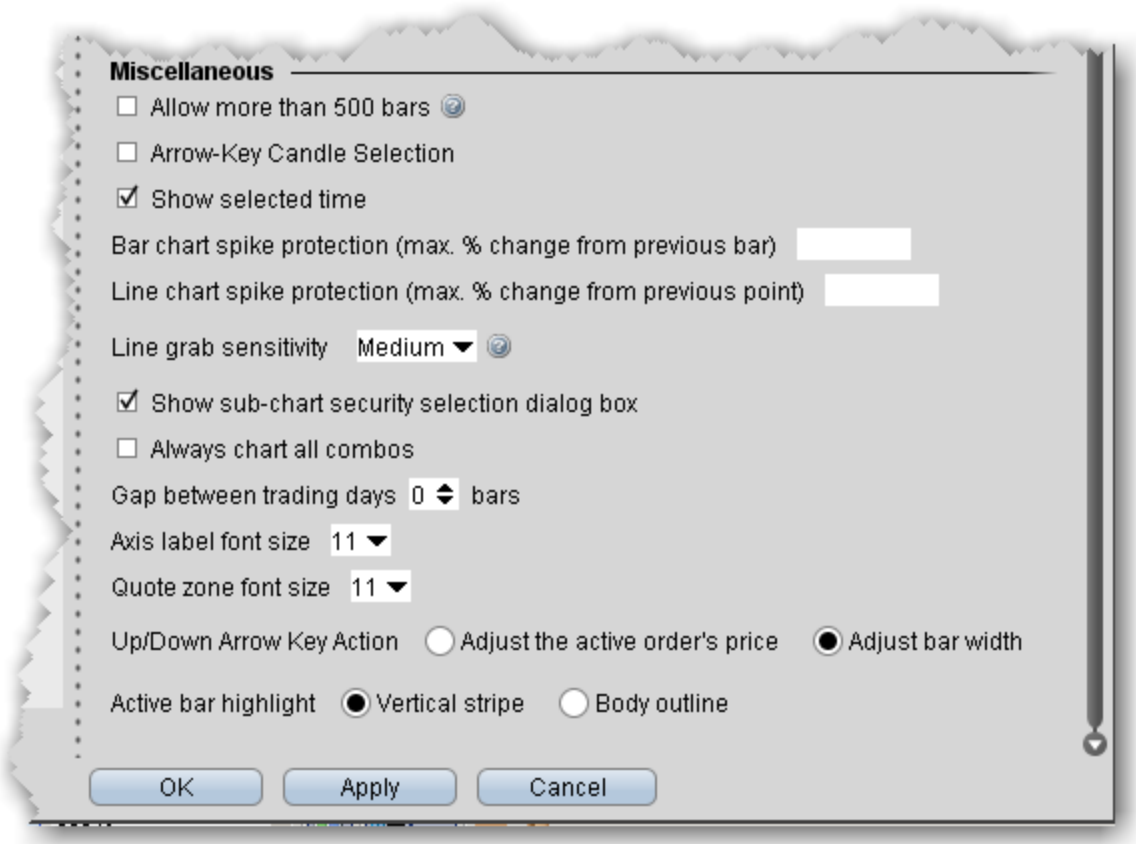 Miscellaneous
Allow more than 500 bars
Arrow-Key Candle Selection
Show selected time
Bar chart spike protection (max. % change from previous bar)
Line chart spike protection (max. % change from previous point)
Line grab sensitivity Medium
Show sub-chart security selection dialog box
Always chart all combos
Gap between trading days 0 bars
Axis label font size 11
Quote zone font size 11
Up/Down Arrow Key Action Adjust the active order's price Adjust bar width
Active bar highlight Vertical stripe Body outline
OK Apply Cancel